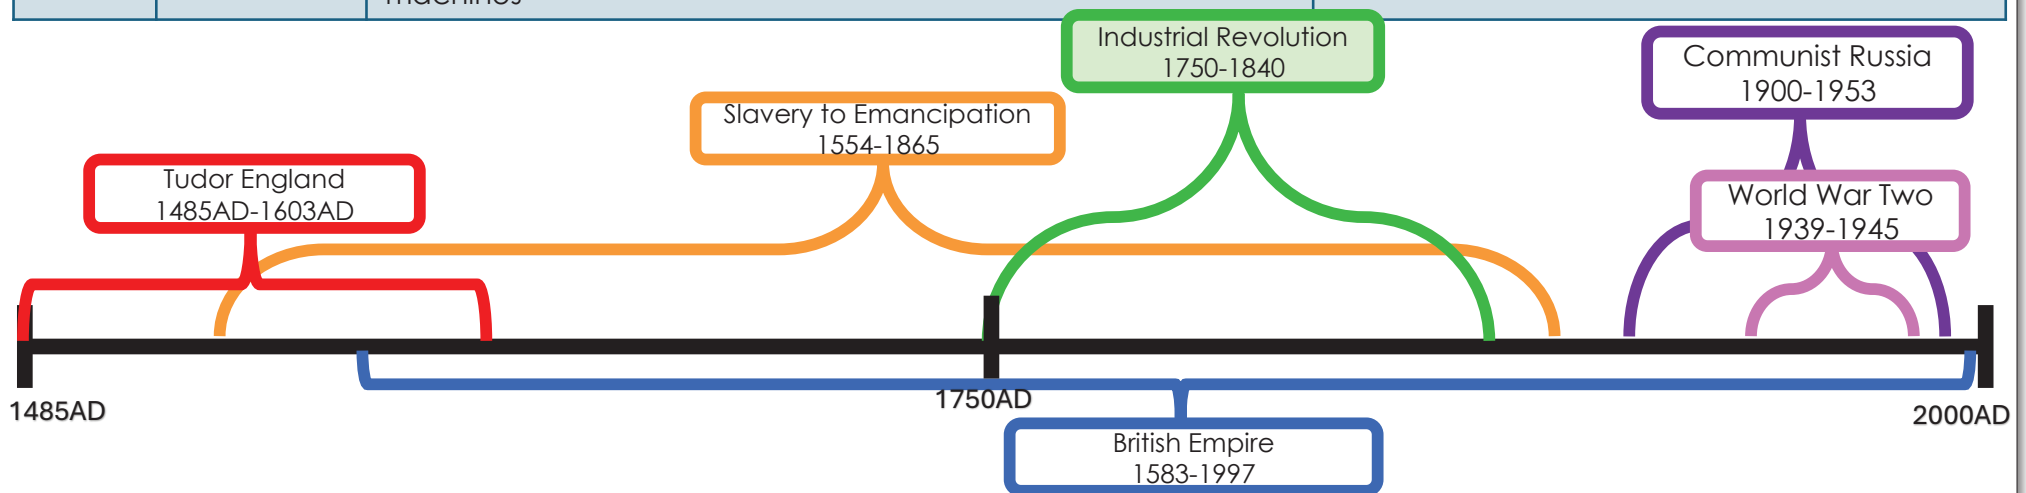 machines
Industrial Revolution
1750-1840
Communist Russia
1900-1953
Slavery to Emancipation
1554-1865
Tudor England
1485AD-1603AD
World War Two
1939-1945
1485AD
1750AD
2000AD
British Empire
1583-1997